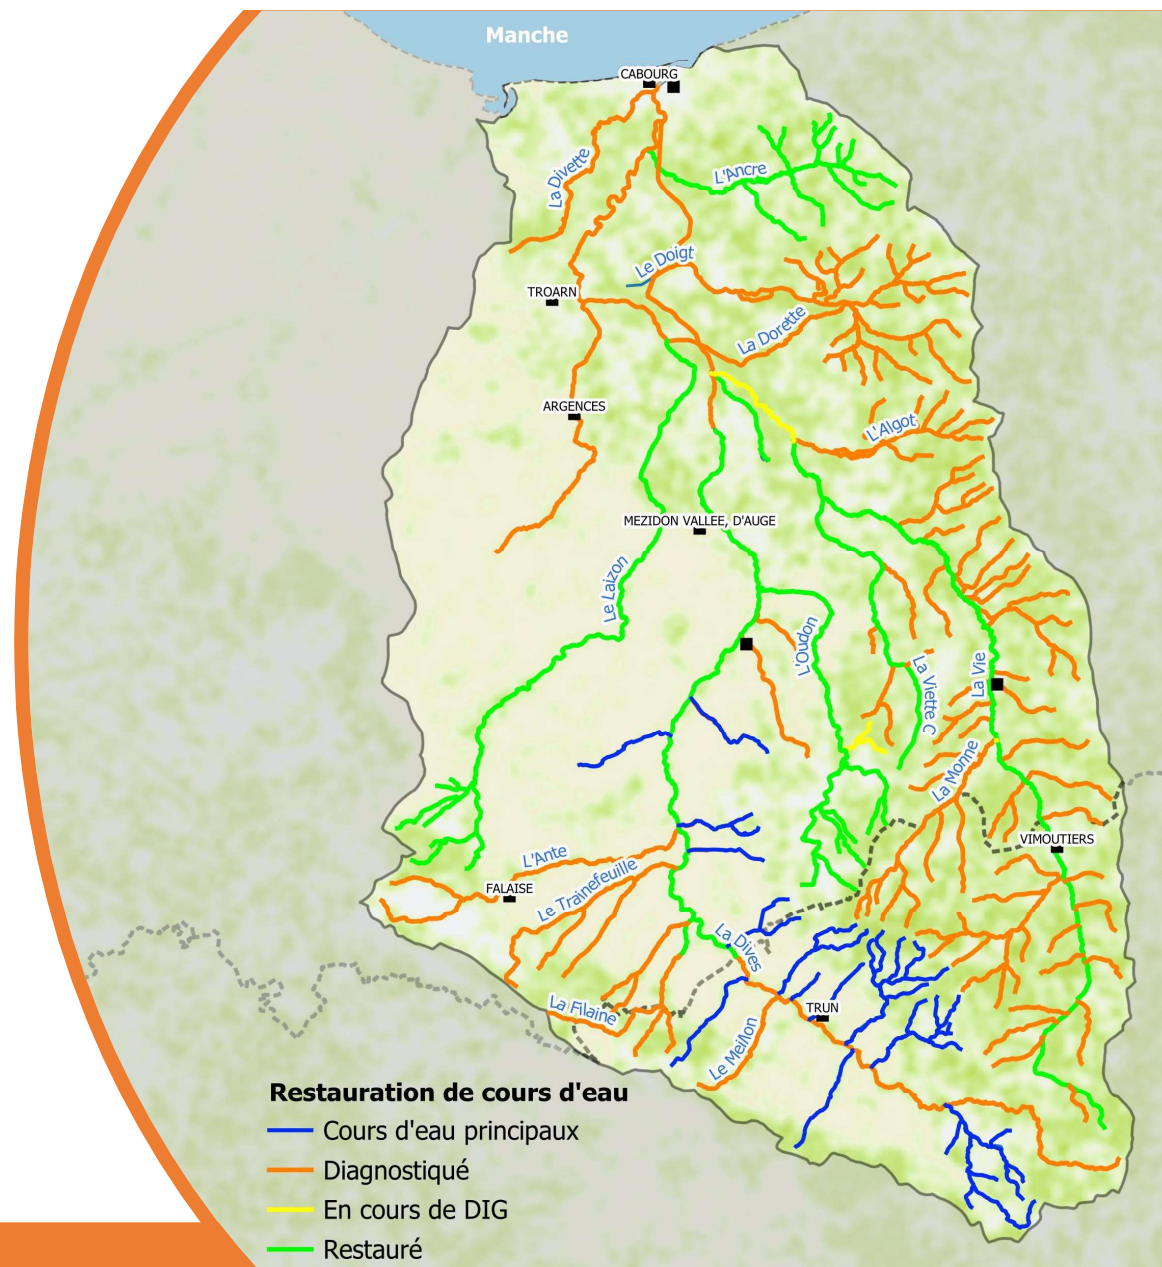 Manche
CABOURG
La Divette
L'Ancre
Le Doigt
TROARN
La Dorette
ARGENCES
L'Algot
MEZIDON VALLEE, D'AUGE
Le Laizon
L'Oudon
La Viette C
La Vie
La Monne
VIMOUTIERS
L'Ante
FALAISE
Le Trainefeuille
La Dives
La Filaine
TRUN
Le Meillon
Restauration de cours d'eau
Cours d'eau principaux
Diagnostiqué
En cours de DIG
Restauré